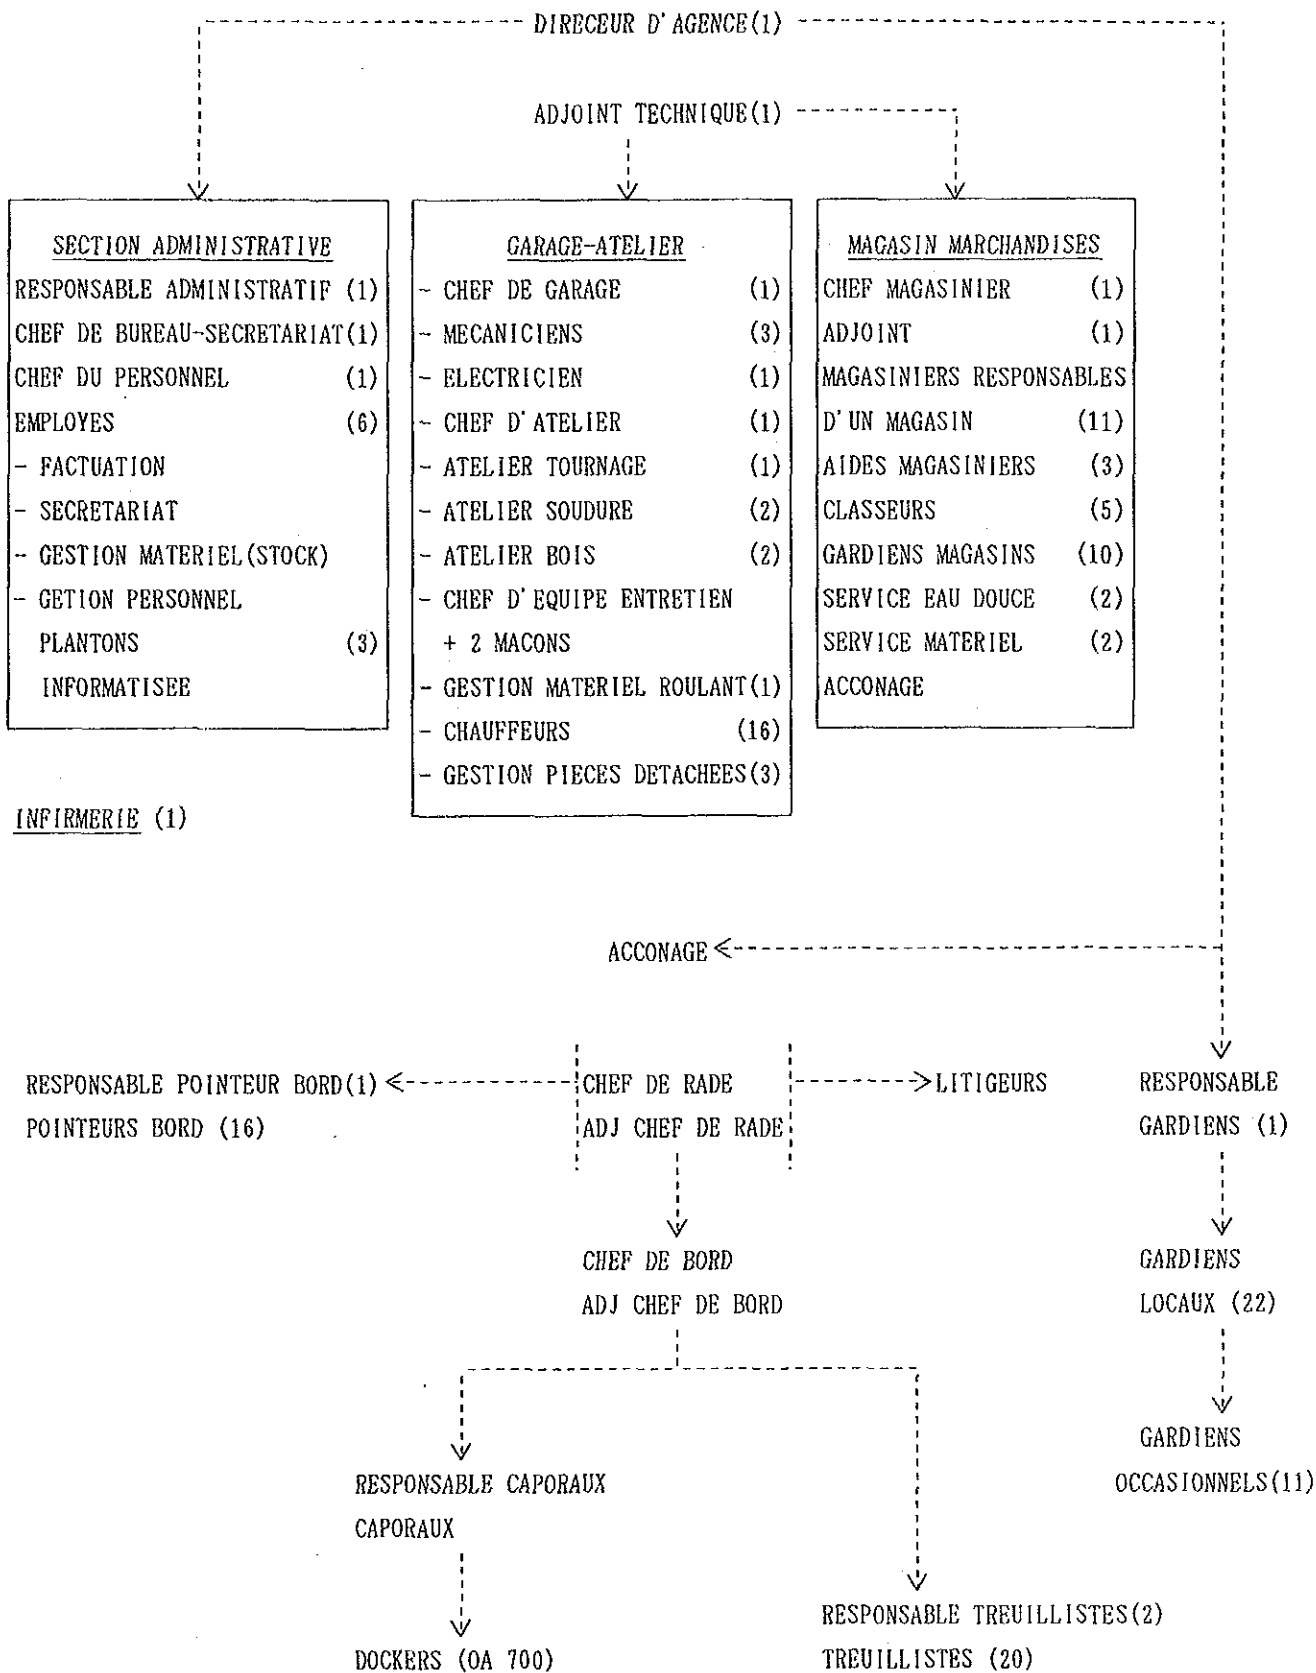 DIRECEUR D'AGENCE(1)
ADJOINT TECHNIQUE(1)
SECTION ADMINISTRATIVE
RESPONSABLE ADMINISTRATIF (1)
CHEF DE BUREAU-SECRETARIAT(1)
CHEF DU PERSONNEL (1)
EMPLOYES (6)
- FACTUATION
- SECRETARIAT
- GESTION MATERIEL(STOCK)
- GETION PERSONNEL
PLANTONS (3)
INFORMATISEE
GARAGE-ATELIER
- CHEF DE GARAGE (1)
- MECANICIENS (3)
- ELECTRICIEN (1)
- CHEF D'ATELIER (1)
- ATELIER TOURNAGE (1)
- ATELIER SOUDURE (2)
- ATELIER BOIS (2)
- CHEF D'EQUIPE ENTRETIEN
+ 2 MACONS
- GESTION MATERIEL ROULANT(1)
- CHAUFFEURS (16)
- GESTION PIECES DETACHEES(3)
MAGASIN MARCHANDISES
CHEF MAGASINIER (1)
ADJOINT (1)
MAGASINIERS RESPONSABLES
D'UN MAGASIN (11)
AIDES MAGASINIERS (3)
CLASSEURS (5)
GARDIENS MAGASINS (10)
SERVICE EAU DOUCE (2)
SERVICE MATERIEL (2)
ACCONAGE
INFIRMERIE (1)
ACCONAGE
RESPONSABLE POINTEUR BORD(1)
POINTEURS BORD (16)
CHEF DE RADE
ADJ CHEF DE RADE
LITIGEURS
RESPONSABLE
GARDIENS (1)
CHEF DE BORD
ADJ CHEF DE BORD
GARDIENS
LOCAUX (22)
GARDIENS
OCCASIONNELS(11)
RESPONSABLE CAPORAUX
CAPORAUX
DOCKERS (OA 700)
RESPONSABLE TREUILLISTES(2)
TREUILLISTES (20)